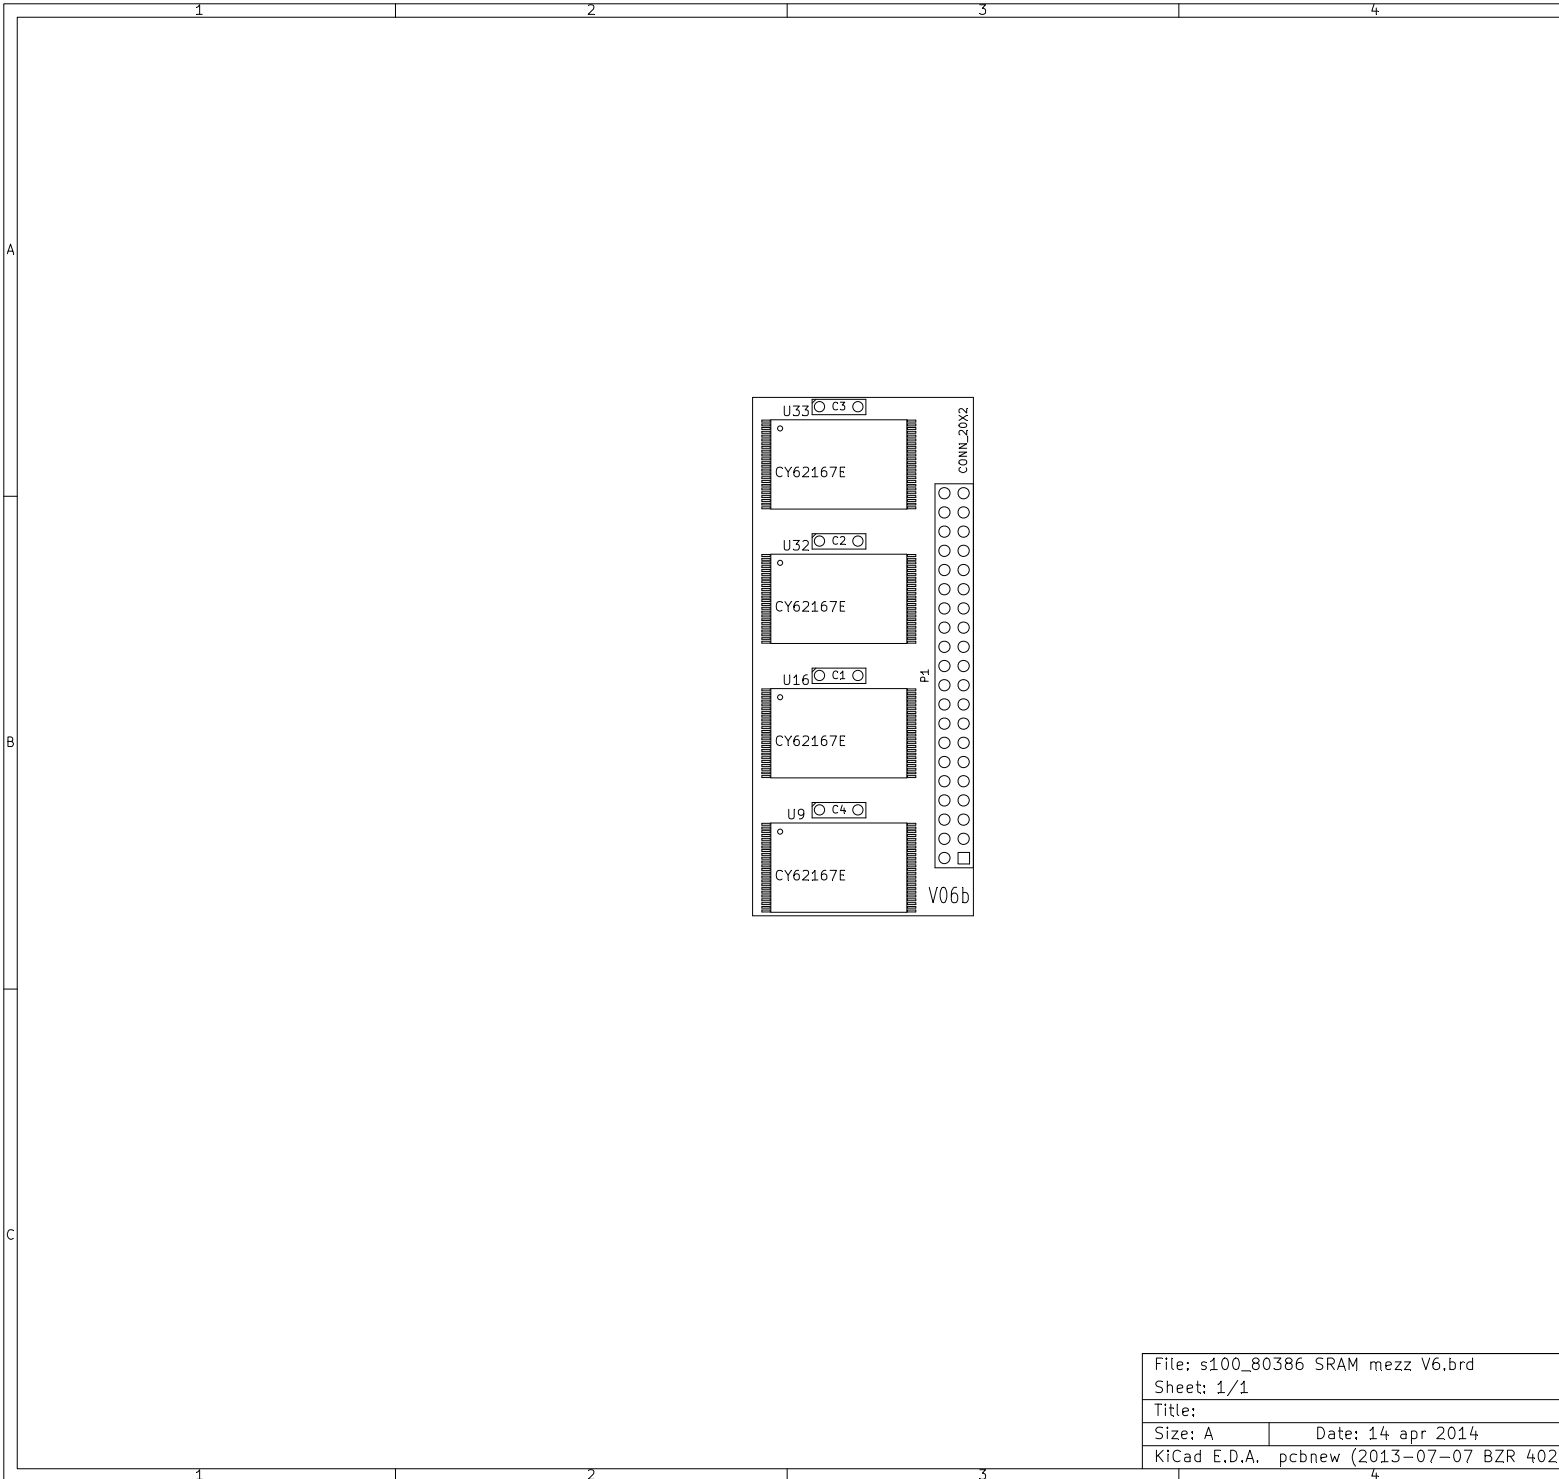 1 2 3 4
A
U33 C3
CONN_20X2
CY62167E
U32 C2
CY62167E
P1
U16 C1
B
CY62167E
U9 C4
CY62167E
V06b
C
File: s100_80386 SRAM mezz V6.brd
Sheet: 1/1
Title:
Size: A Date: 14 apr 2014
KiCad E.D.A. pcbnew (2013-07-07 BZR 402
1 2 3 4